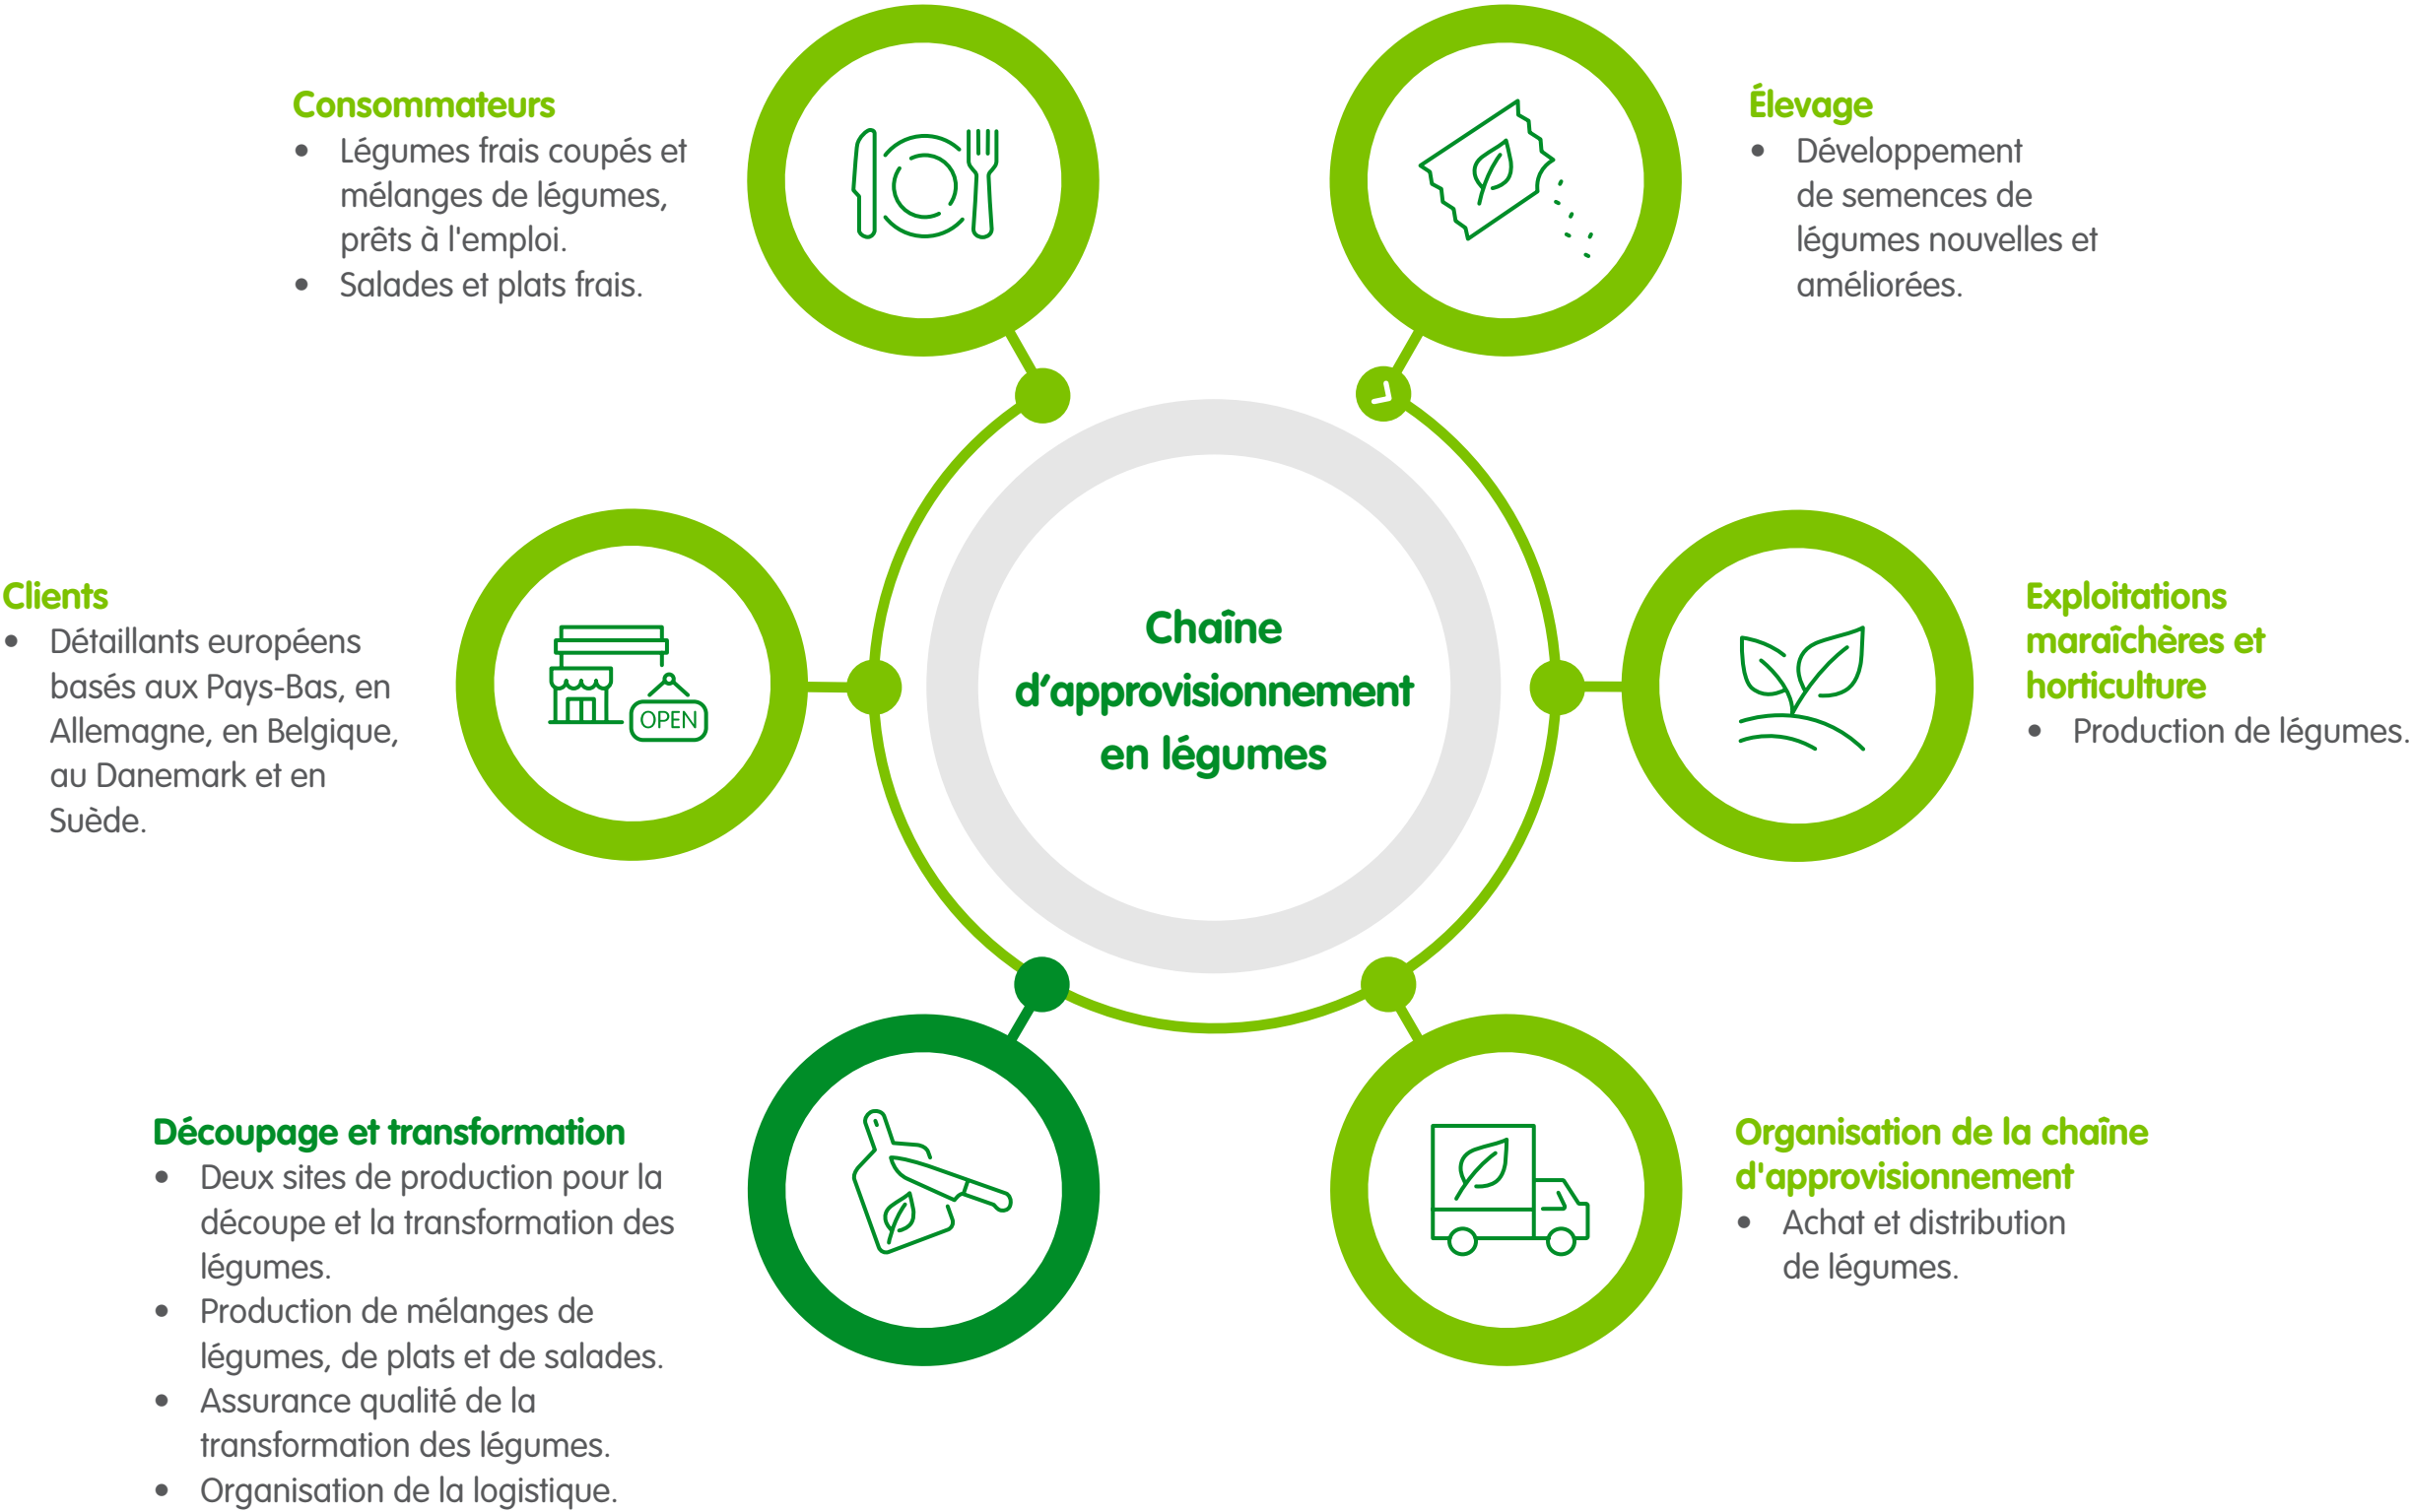 Consommateurs
• Légumes frais coupés et
mélanges de légumes,
prêts à l'emploi.
• Salades et plats frais.
Élevage
• Développement
de semences de
légumes nouvelles et
améliorées.
Clients
• Détaillants européens
basés aux Pays-Bas, en
Allemagne, en Belgique,
au Danemark et en
Suède.
OPEN
Chaîne
d’approvisionnement
en légumes
Exploitations
maraîchères et
horticulture
• Production de légumes.
Découpage et transformation
• Deux sites de production pour la
découpe et la transformation des
légumes.
• Production de mélanges de
légumes, de plats et de salades.
• Assurance qualité de la
transformation des légumes.
• Organisation de la logistique.
Organisation de la chaîne
d'approvisionnement
• Achat et distribution
de légumes.